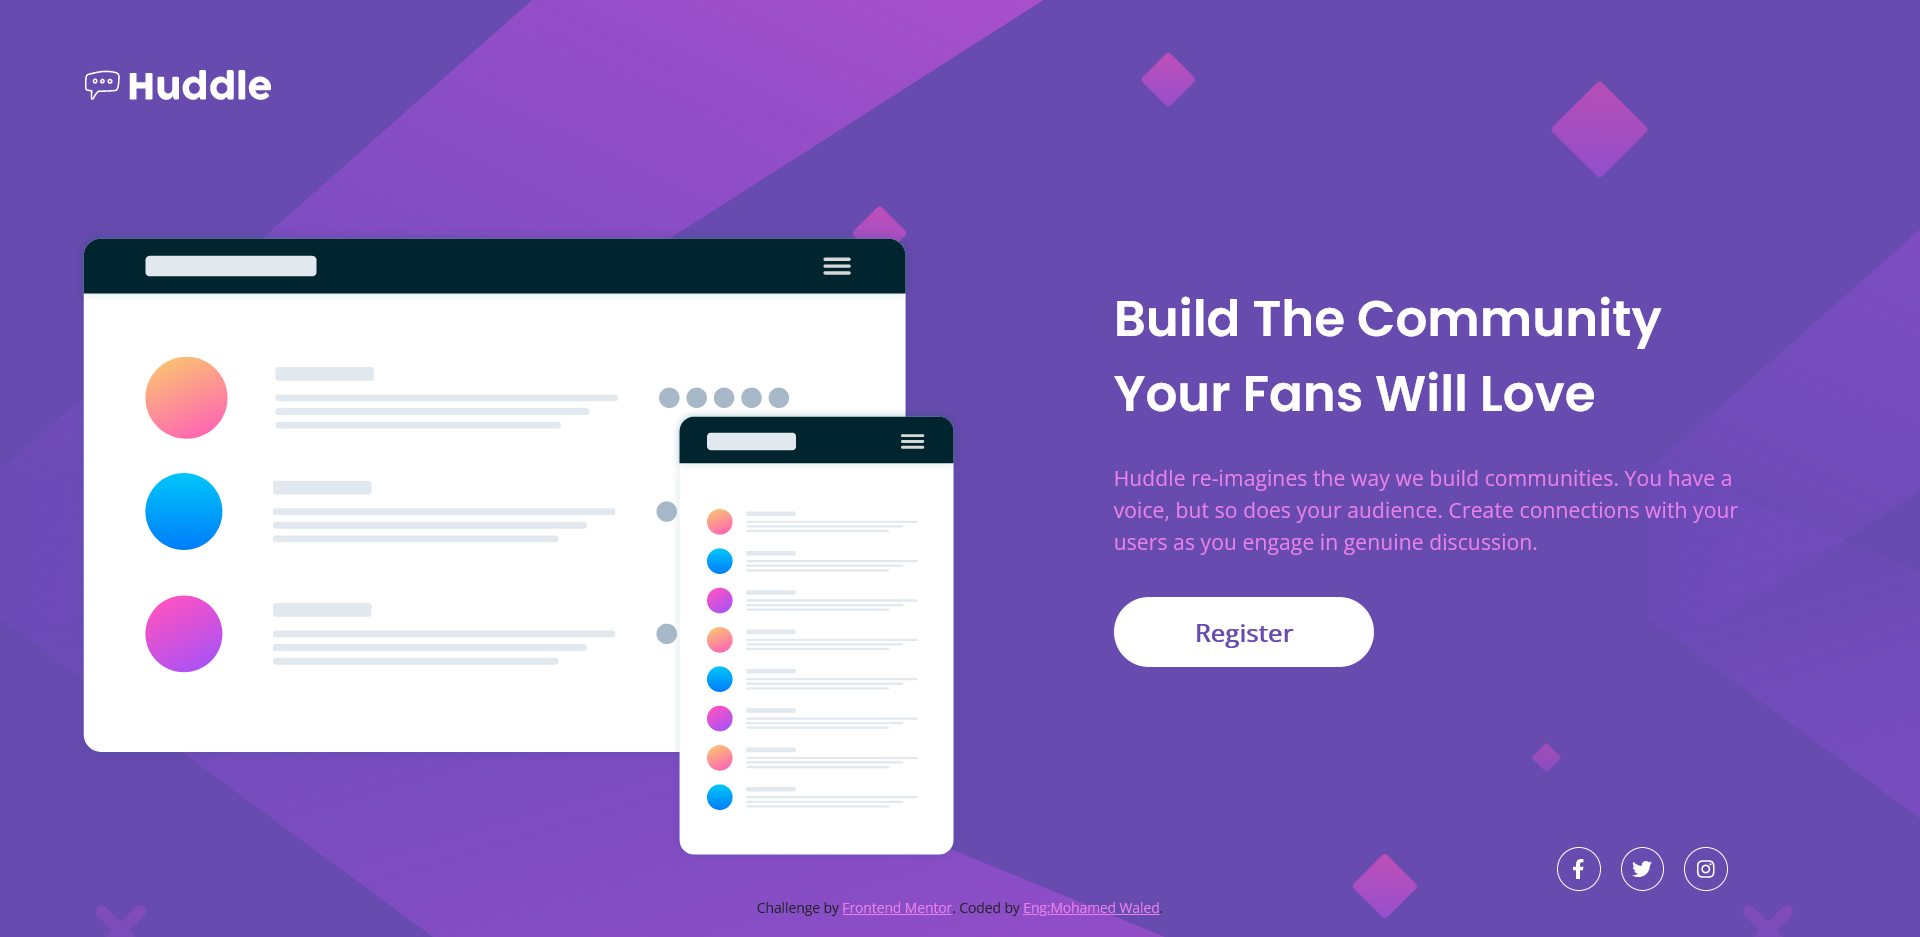 Huddle
Build The Community
Your Fans Will Love
Huddle re-imagines the way we build communities. You have a
voice, but so does your audience. Create connections with your
users as you engage in genuine discussion.
Register
Challenge by Frontend Mentor. Coded by Eng:Mohamed Waled.